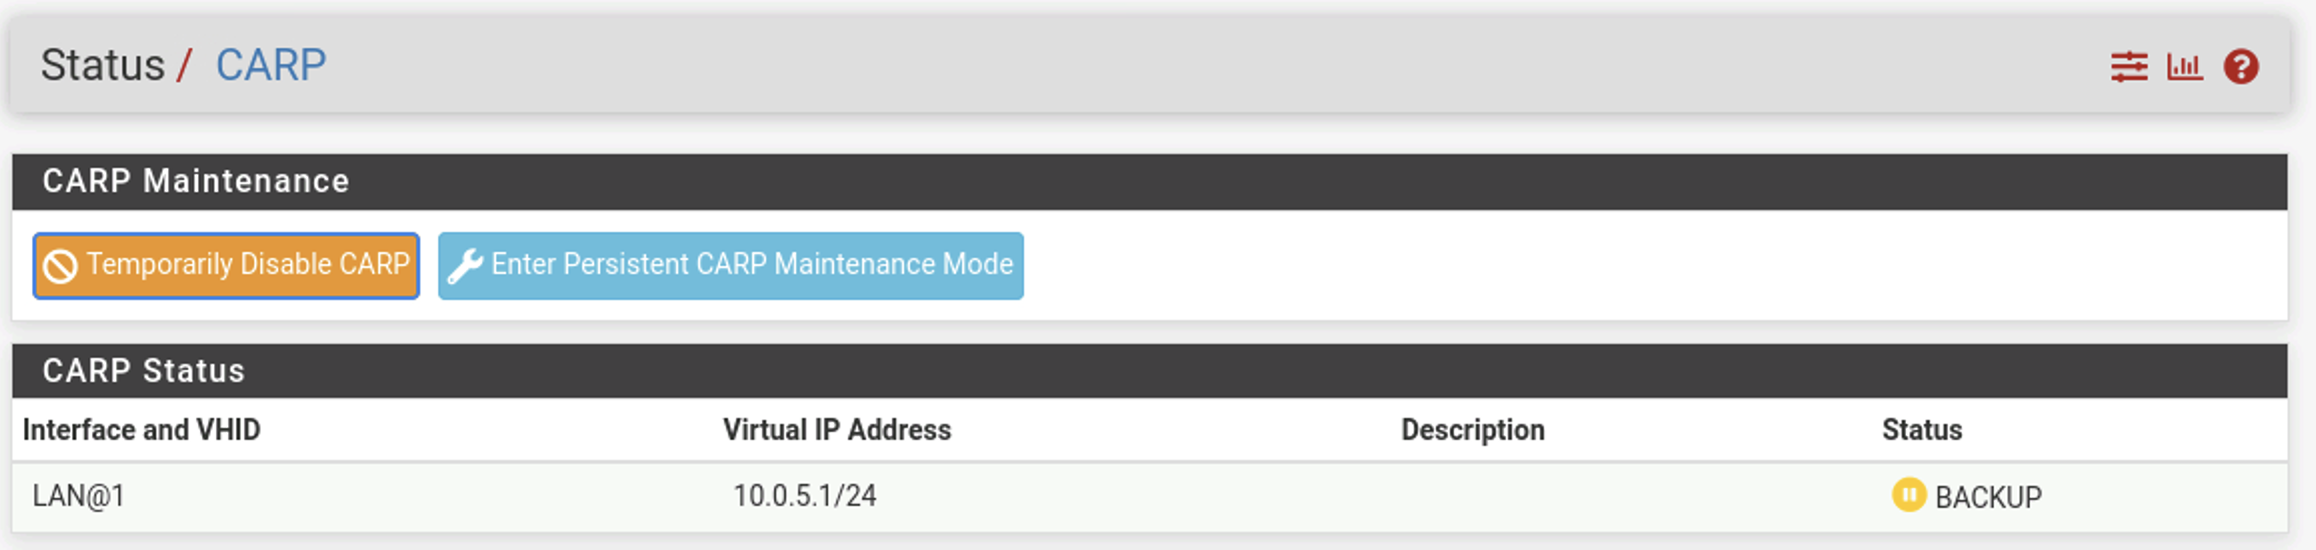 Status / CARP
CARP Maintenance
Temporarily Disable CARP Enter Persistent CARP Maintenance Mode
CARP Status
Interface and VHID Virtual IP Address Description Status
LAN@1 10.0.5.1/24 BACKUP